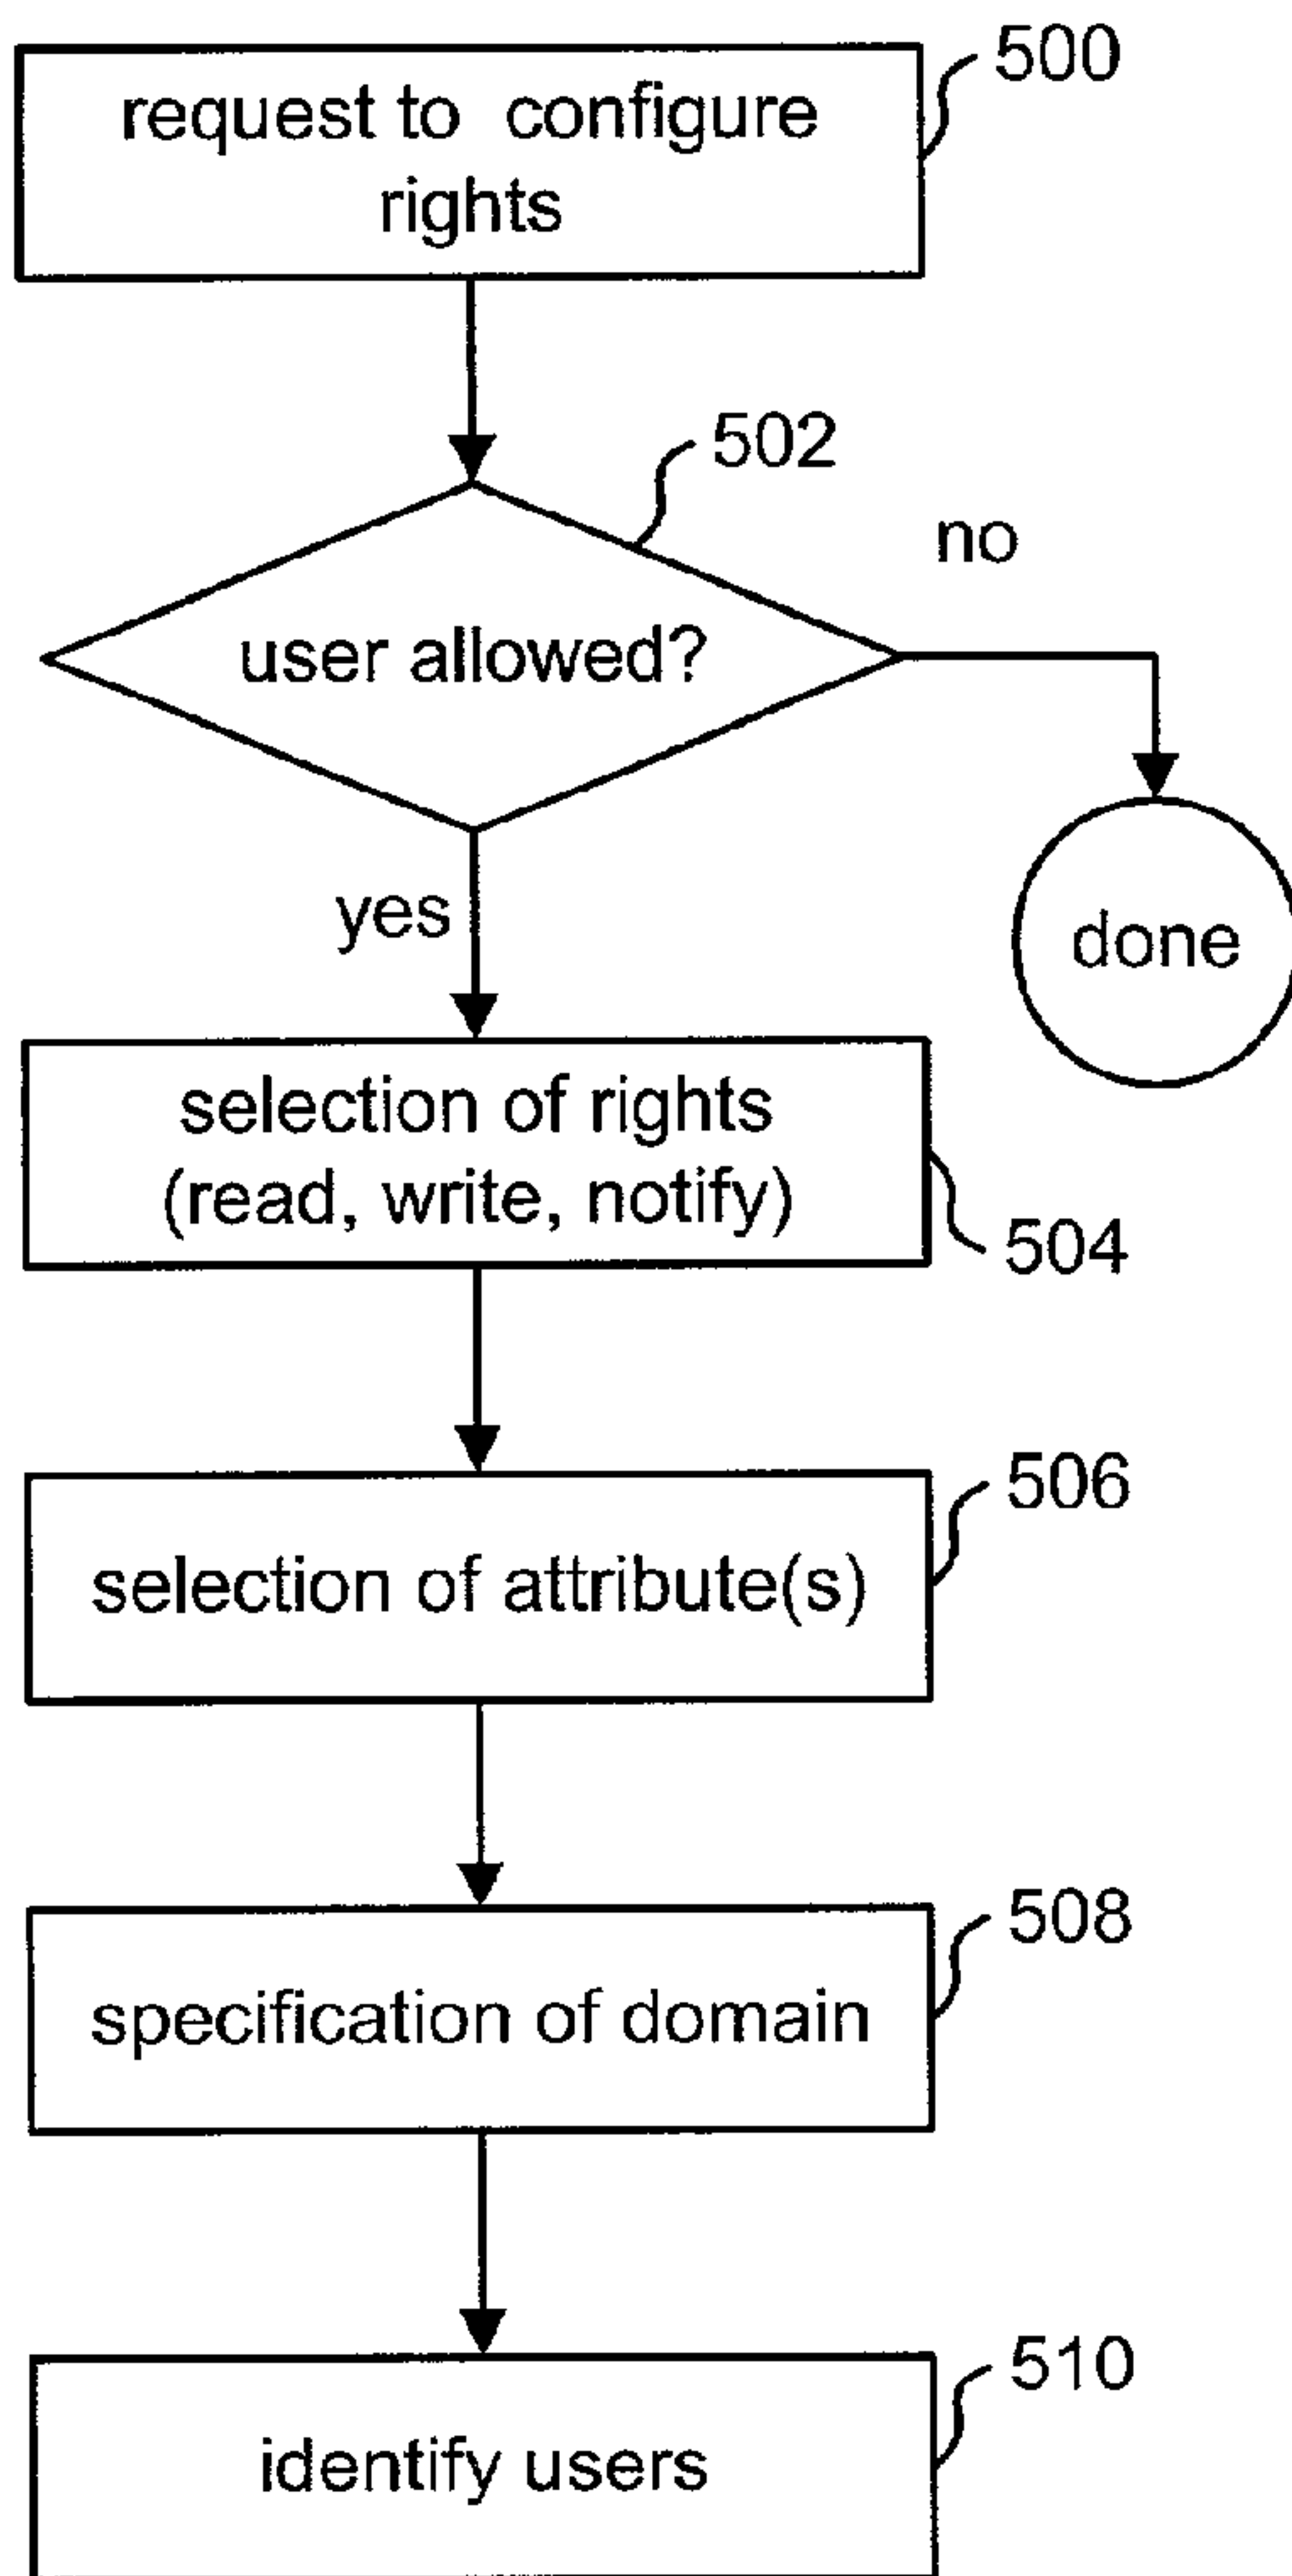 500
request to configure
rights
502
no
user allowed?
yes
done
selection of rights
(read, write, notify)
504
506
selection of attribute(s)
508
specification of domain
510
identify users